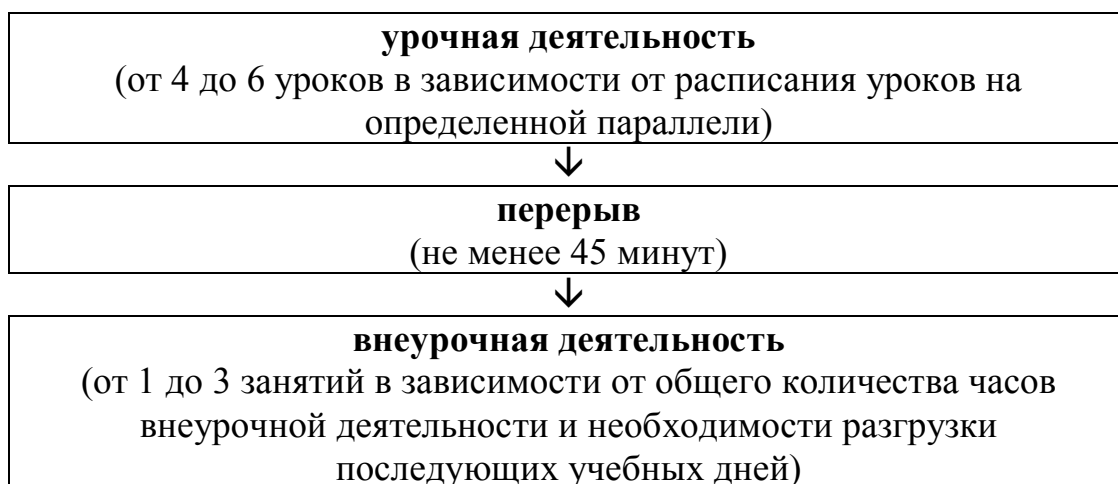 урочная деятельность
(от 4 до 6 уроков в зависимости от расписания уроков на
определенной параллели)
↓
перерыв
(не менее 45 минут)
↓
внеурочная деятельность
(от 1 до 3 занятий в зависимости от общего количества часов
внеурочной деятельности и необходимости разгрузки
последующих учебных дней)